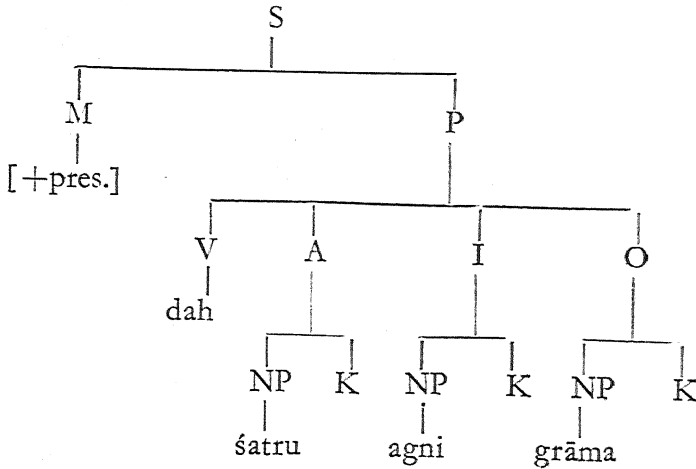 S
M P
[+pres.]
V A I O
dah
NP K NP K NP K
śatru agni grāma